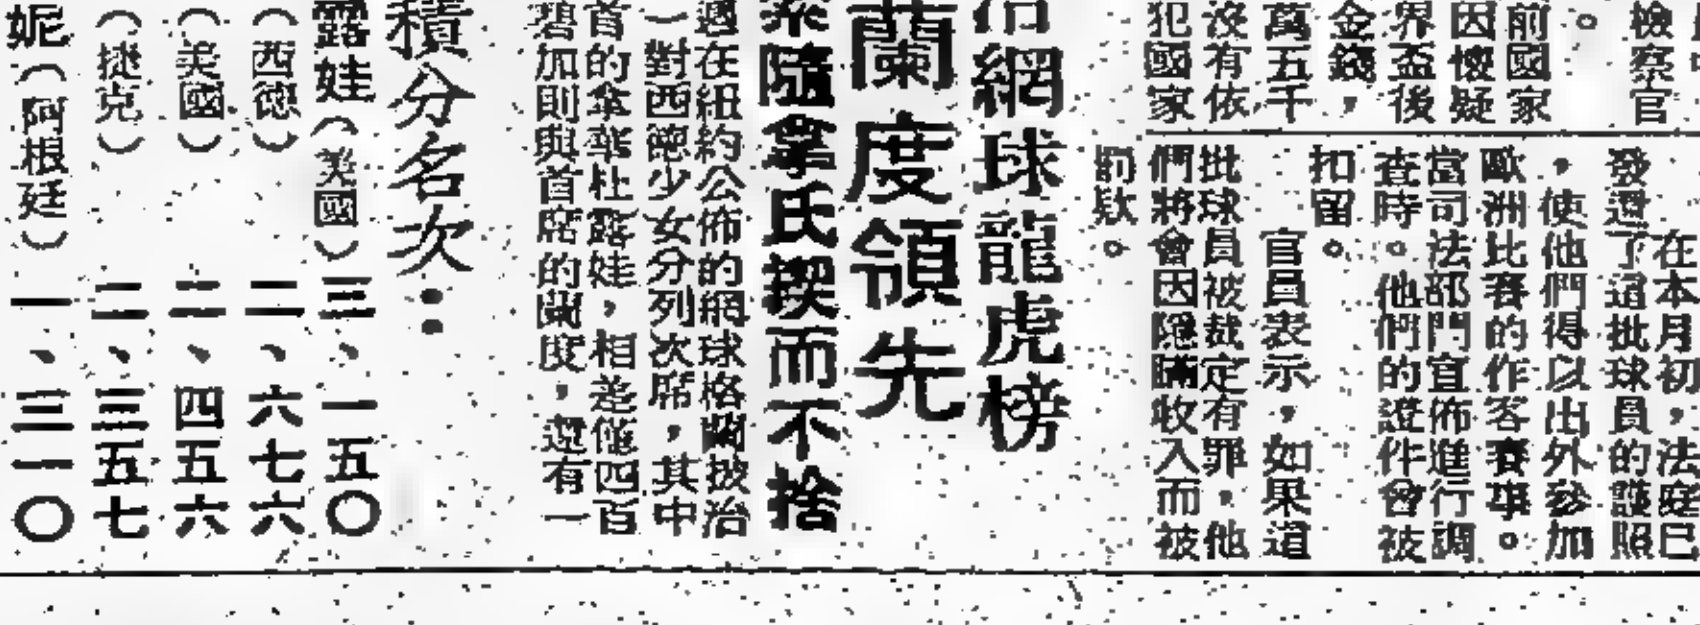 檢察官
。
前國家
因懷疑
界盃後
金錢，
萬五千
沒有依
犯國家
在本月初，法庭已
發還了這批球員的護照
，使他們得以出外參加
歐洲比賽的作客賽事。
當司法部門宣佈進行調
查時。他們的證件曾被
扣留。
官員表示，如果這
批球員被裁定有罪，他
們將會因隱瞞收入而被
罰欵。
網球龍虎榜
蘭度領先
隨拿氏
而不捨
週在紐約公佈的網球格
被治
）對西德少女分列次席，其中
首的
杜露娃，相差僅四百
碧加則與首席的蘭度，還有一
積分名次：
露娃（美國）三、一五〇
（西德）二、六七六
（美國）二、四五六
（捷克）二、三五七
妮（阿根廷）一、三一〇